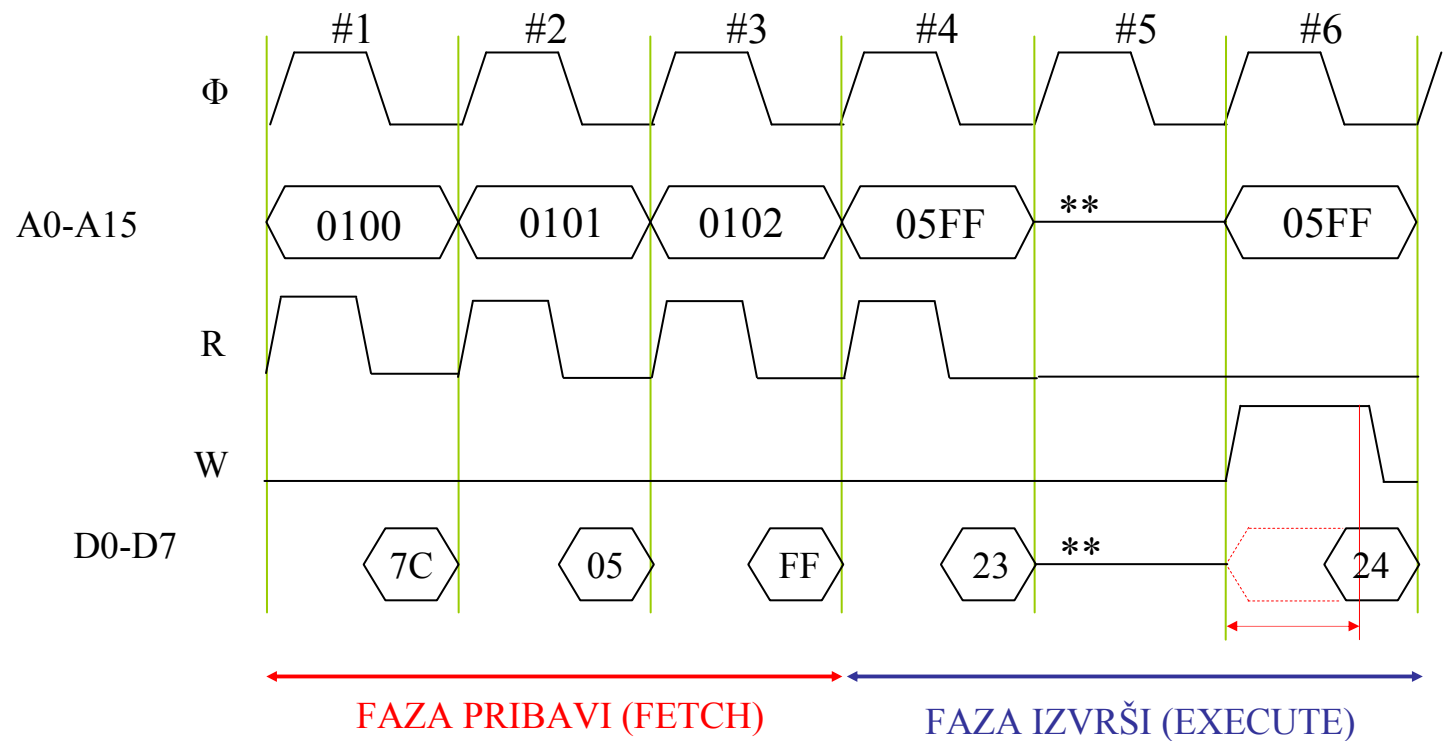 #1 #2 #3 #4 #5 #6
Φ
A0-A15 0100 0101 0102 05FF ** 05FF
R
W
D0-D7 7C 05 FF 23 ** 24
FAZA PRIBAVI (FETCH) FAZA IZVRŠI (EXECUTE)